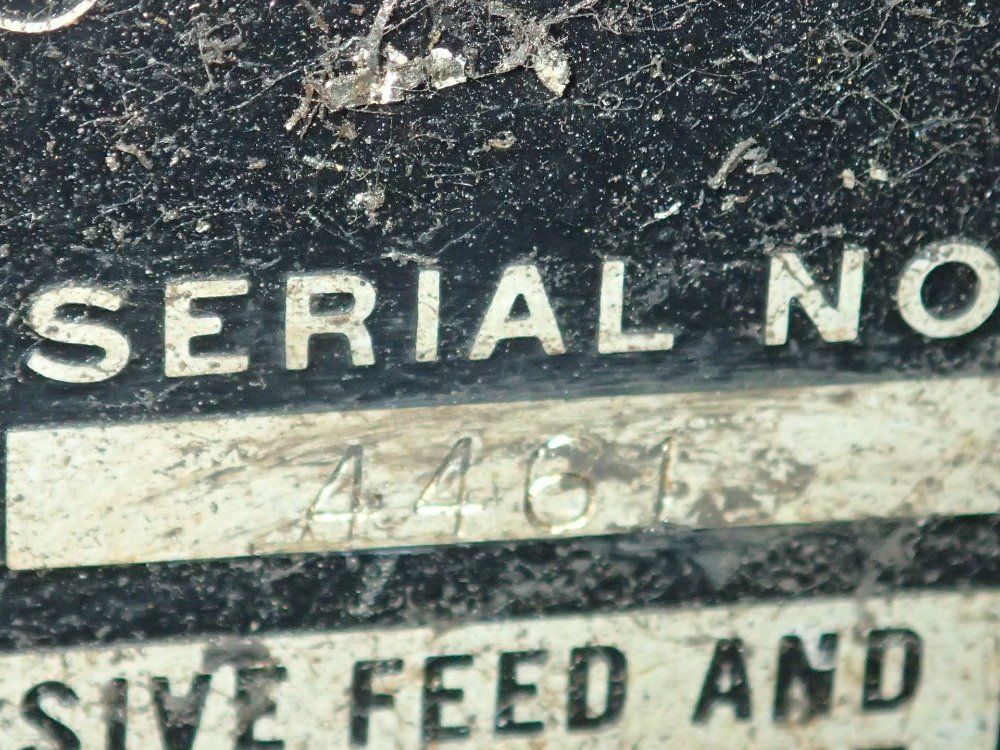 SERIAL NO
4461
SIVE FEED AND